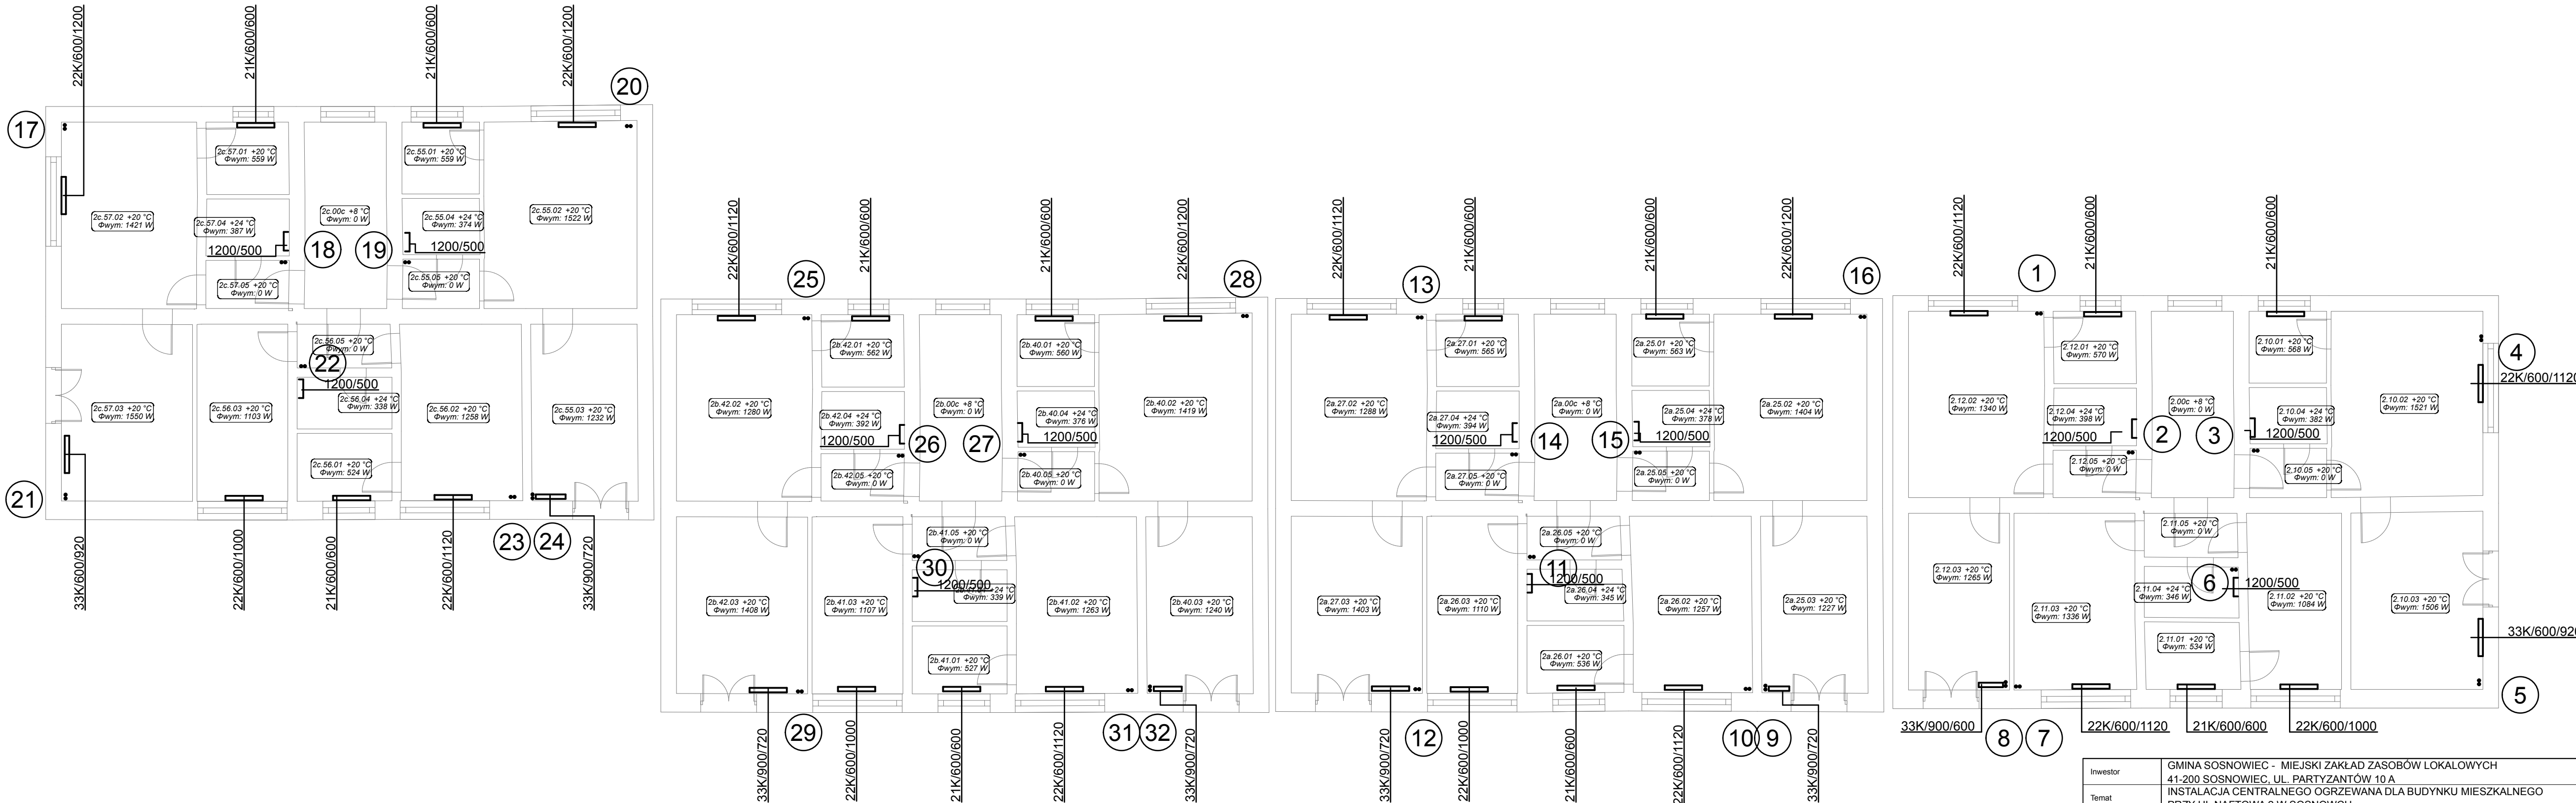 22K/600/1200
21K/600/600
21K/600/600
22K/600/1200
20
17
2c.57.01 +20 °C
Φwym: 559 W
2c.55.01 +20 °C
Φwym: 559 W
2c.57.02 +20 °C
Φwym: 1421 W
2c.57.04 +24 °C
Φwym: 387 W
2c.00c +8 °C
Φwym: 0 W
2c.55.04 +24 °C
Φwym: 374 W
2c.55.02 +20 °C
Φwym: 1522 W
1200/500
18
19
1200/500
2c.57.05 +20 °C
Φwym: 0 W
2c.55.05 +20 °C
Φwym: 0 W
2c.56.05 +20 °C
Φwym: 0 W
22
1200/500
2c.56.04 +24 °C
Φwym: 338 W
2c.57.03 +20 °C
Φwym: 1550 W
2c.56.03 +20 °C
Φwym: 1103 W
2c.56.02 +20 °C
Φwym: 1258 W
2c.55.03 +20 °C
Φwym: 1232 W
2c.56.01 +20 °C
Φwym: 524 W
21
23
24
33K/600/920
22K/600/1000
21K/600/600
22K/600/1120
33K/900/720
22K/600/1120
21K/600/600
21K/600/600
22K/600/1200
25
28
2b.42.01 +20 °C
Φwym: 562 W
2b.40.01 +20 °C
Φwym: 560 W
2b.42.02 +20 °C
Φwym: 1280 W
2b.42.04 +24 °C
Φwym: 392 W
2b.00c +8 °C
Φwym: 0 W
2b.40.04 +24 °C
Φwym: 376 W
2b.40.02 +20 °C
Φwym: 1419 W
1200/500
26
27
1200/500
2b.42.05 +20 °C
Φwym: 0 W
2b.40.05 +20 °C
Φwym: 0 W
2b.41.05 +20 °C
Φwym: 0 W
30
1200/500
Φwym: 339 W
2b.42.03 +20 °C
Φwym: 1408 W
2b.41.03 +20 °C
Φwym: 1107 W
2b.41.02 +20 °C
Φwym: 1263 W
2b.40.03 +20 °C
Φwym: 1240 W
2b.41.01 +20 °C
Φwym: 527 W
29
31
32
33K/900/720
22K/600/1000
21K/600/600
22K/600/1120
33K/900/720
22K/600/1120
21K/600/600
21K/600/600
22K/600/1200
13
16
2a.27.01 +20 °C
Φwym: 565 W
2a.25.01 +20 °C
Φwym: 563 W
2a.27.02 +20 °C
Φwym: 1288 W
2a.27.04 +24 °C
Φwym: 394 W
2a.00c +8 °C
Φwym: 0 W
2a.25.04 +24 °C
Φwym: 378 W
2a.25.02 +20 °C
Φwym: 1404 W
1200/500
14
15
1200/500
2a.27.05 +20 °C
Φwym: 0 W
2a.25.05 +20 °C
Φwym: 0 W
2a.26.05 +20 °C
Φwym: 0 W
11
1200/500
2a.26.04 +24 °C
Φwym: 345 W
2a.27.03 +20 °C
Φwym: 1403 W
2a.26.03 +20 °C
Φwym: 1110 W
2a.26.02 +20 °C
Φwym: 1257 W
2a.25.03 +20 °C
Φwym: 1227 W
2a.26.01 +20 °C
Φwym: 536 W
12
10
9
33K/900/720
22K/600/1000
21K/600/600
22K/600/1120
33K/900/720
22K/600/1120
21K/600/600
21K/600/600
1
4
2.12.01 +20 °C
Φwym: 570 W
2.10.01 +20 °C
Φwym: 568 W
22K/600/1120
2.12.02 +20 °C
Φwym: 1340 W
2.12.04 +24 °C
Φwym: 398 W
2.00c +8 °C
Φwym: 0 W
2.10.04 +24 °C
Φwym: 382 W
2.10.02 +20 °C
Φwym: 1521 W
1200/500
2
3
1200/500
2.12.05 +20 °C
Φwym: 0 W
2.10.05 +20 °C
Φwym: 0 W
2.11.05 +20 °C
Φwym: 0 W
2.12.03 +20 °C
Φwym: 1265 W
6
1200/500
2.11.04 +24 °C
Φwym: 346 W
2.11.02 +20 °C
Φwym: 1084 W
2.11.03 +20 °C
Φwym: 1336 W
2.10.03 +20 °C
Φwym: 1506 W
33K/600/920
2.11.01 +20 °C
Φwym: 534 W
5
33K/900/600
8
7
22K/600/1120
21K/600/600
22K/600/1000
Inwestor
GMINA SOSNOWIEC - MIEJSKI ZAKŁAD ZASOBÓW LOKALOWYCH
41-200 SOSNOWIEC, UL. PARTYZANTÓW 10 A
Temat
INSTALACJA CENTRALNEGO OGRZEWANA DLA BUDYNKU MIESZKALNEGO